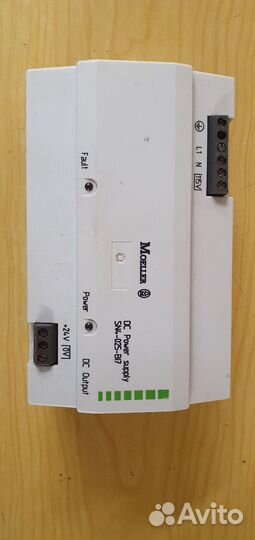 L1 N [115V]
Fault
MOELLER
DC Power supply
SN4-025-BI7
Power
+24V [0V]
DC Output
Avito